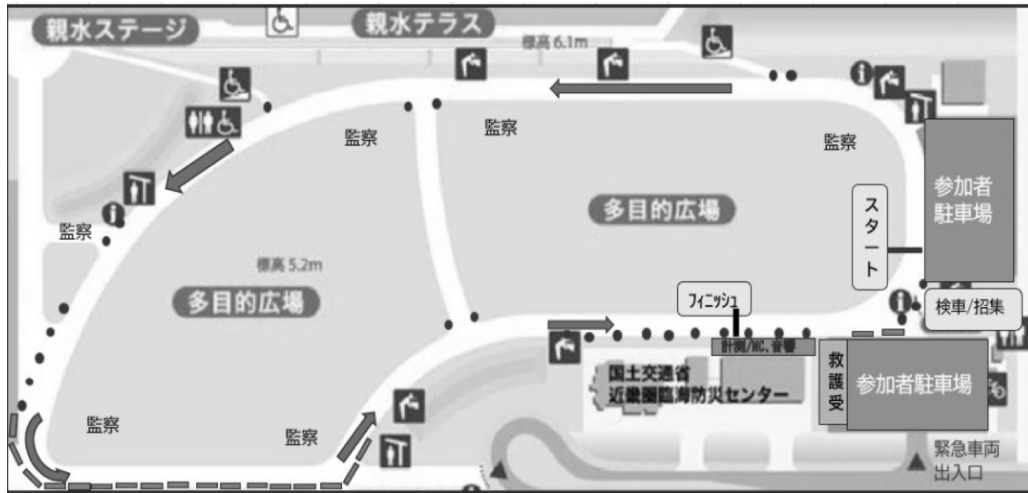 親水ステージ
親水テラス
標高 6.1m
監察
監察
監察
参加者
駐車場
スタート
多目的広場
監察
標高 5.2m
多目的広場
フィニッシュ
検車/招集
計測/MC、音響
国土交通省
近畿圏臨海防災センター
救護受
参加者駐車場
監察
監察
緊急車両
出入口